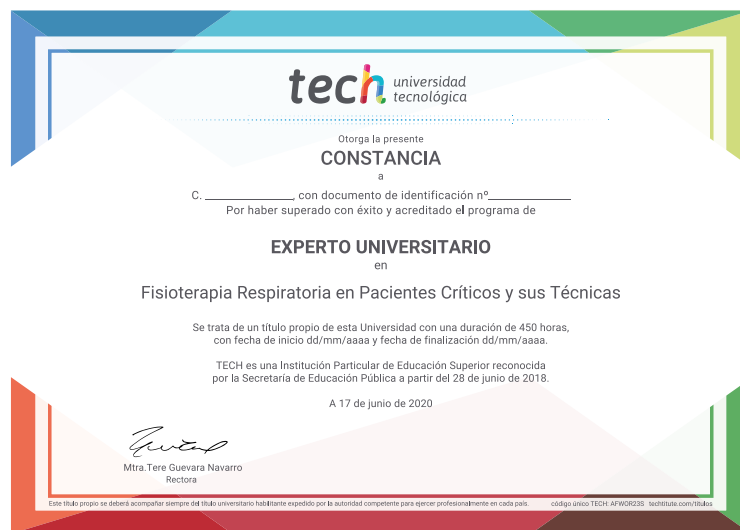 tech universidad
tecnológica
Otorga la presente
CONSTANCIA
a
C. ______________, con documento de identificación nº______________
Por haber superado con éxito y acreditado el programa de
EXPERTO UNIVERSITARIO
en
Fisioterapia Respiratoria en Pacientes Críticos y sus Técnicas
Se trata de un título propio de esta Universidad con una duración de 450 horas,
con fecha de inicio dd/mm/aaaa y fecha de finalización dd/mm/aaaa.
TECH es una Institución Particular de Educación Superior reconocida
por la Secretaría de Educación Pública a partir del 28 de junio de 2018.
A 17 de junio de 2020
Mtra.Tere Guevara Navarro
Rectora
Este título propio se deberá acompañar siempre del título universitario habilitante expedido por la autoridad competente para ejercer profesionalmente en cada país. código único TECH: AFWOR23S techtitute.com/titulos